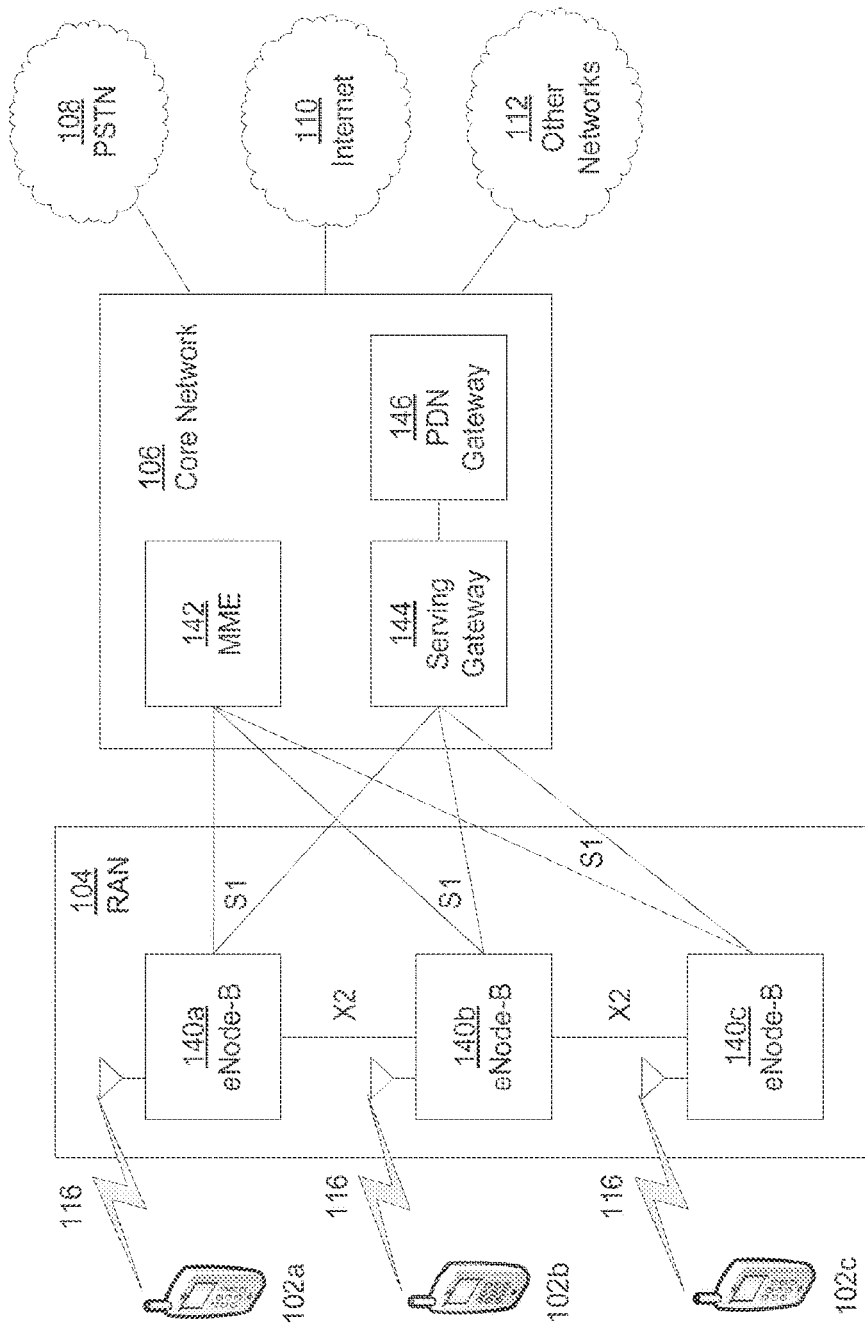 102a
102b
102c
116
116
116
104
RAN
140a
eNode-B
140b
eNode-B
140c
eNode-B
X2
X2
S1
S1
S1
106
Core Network
142
MME
144
Serving
Gateway
146
PDN
Gateway
108
PSTN
110
Internet
112
Other
Networks